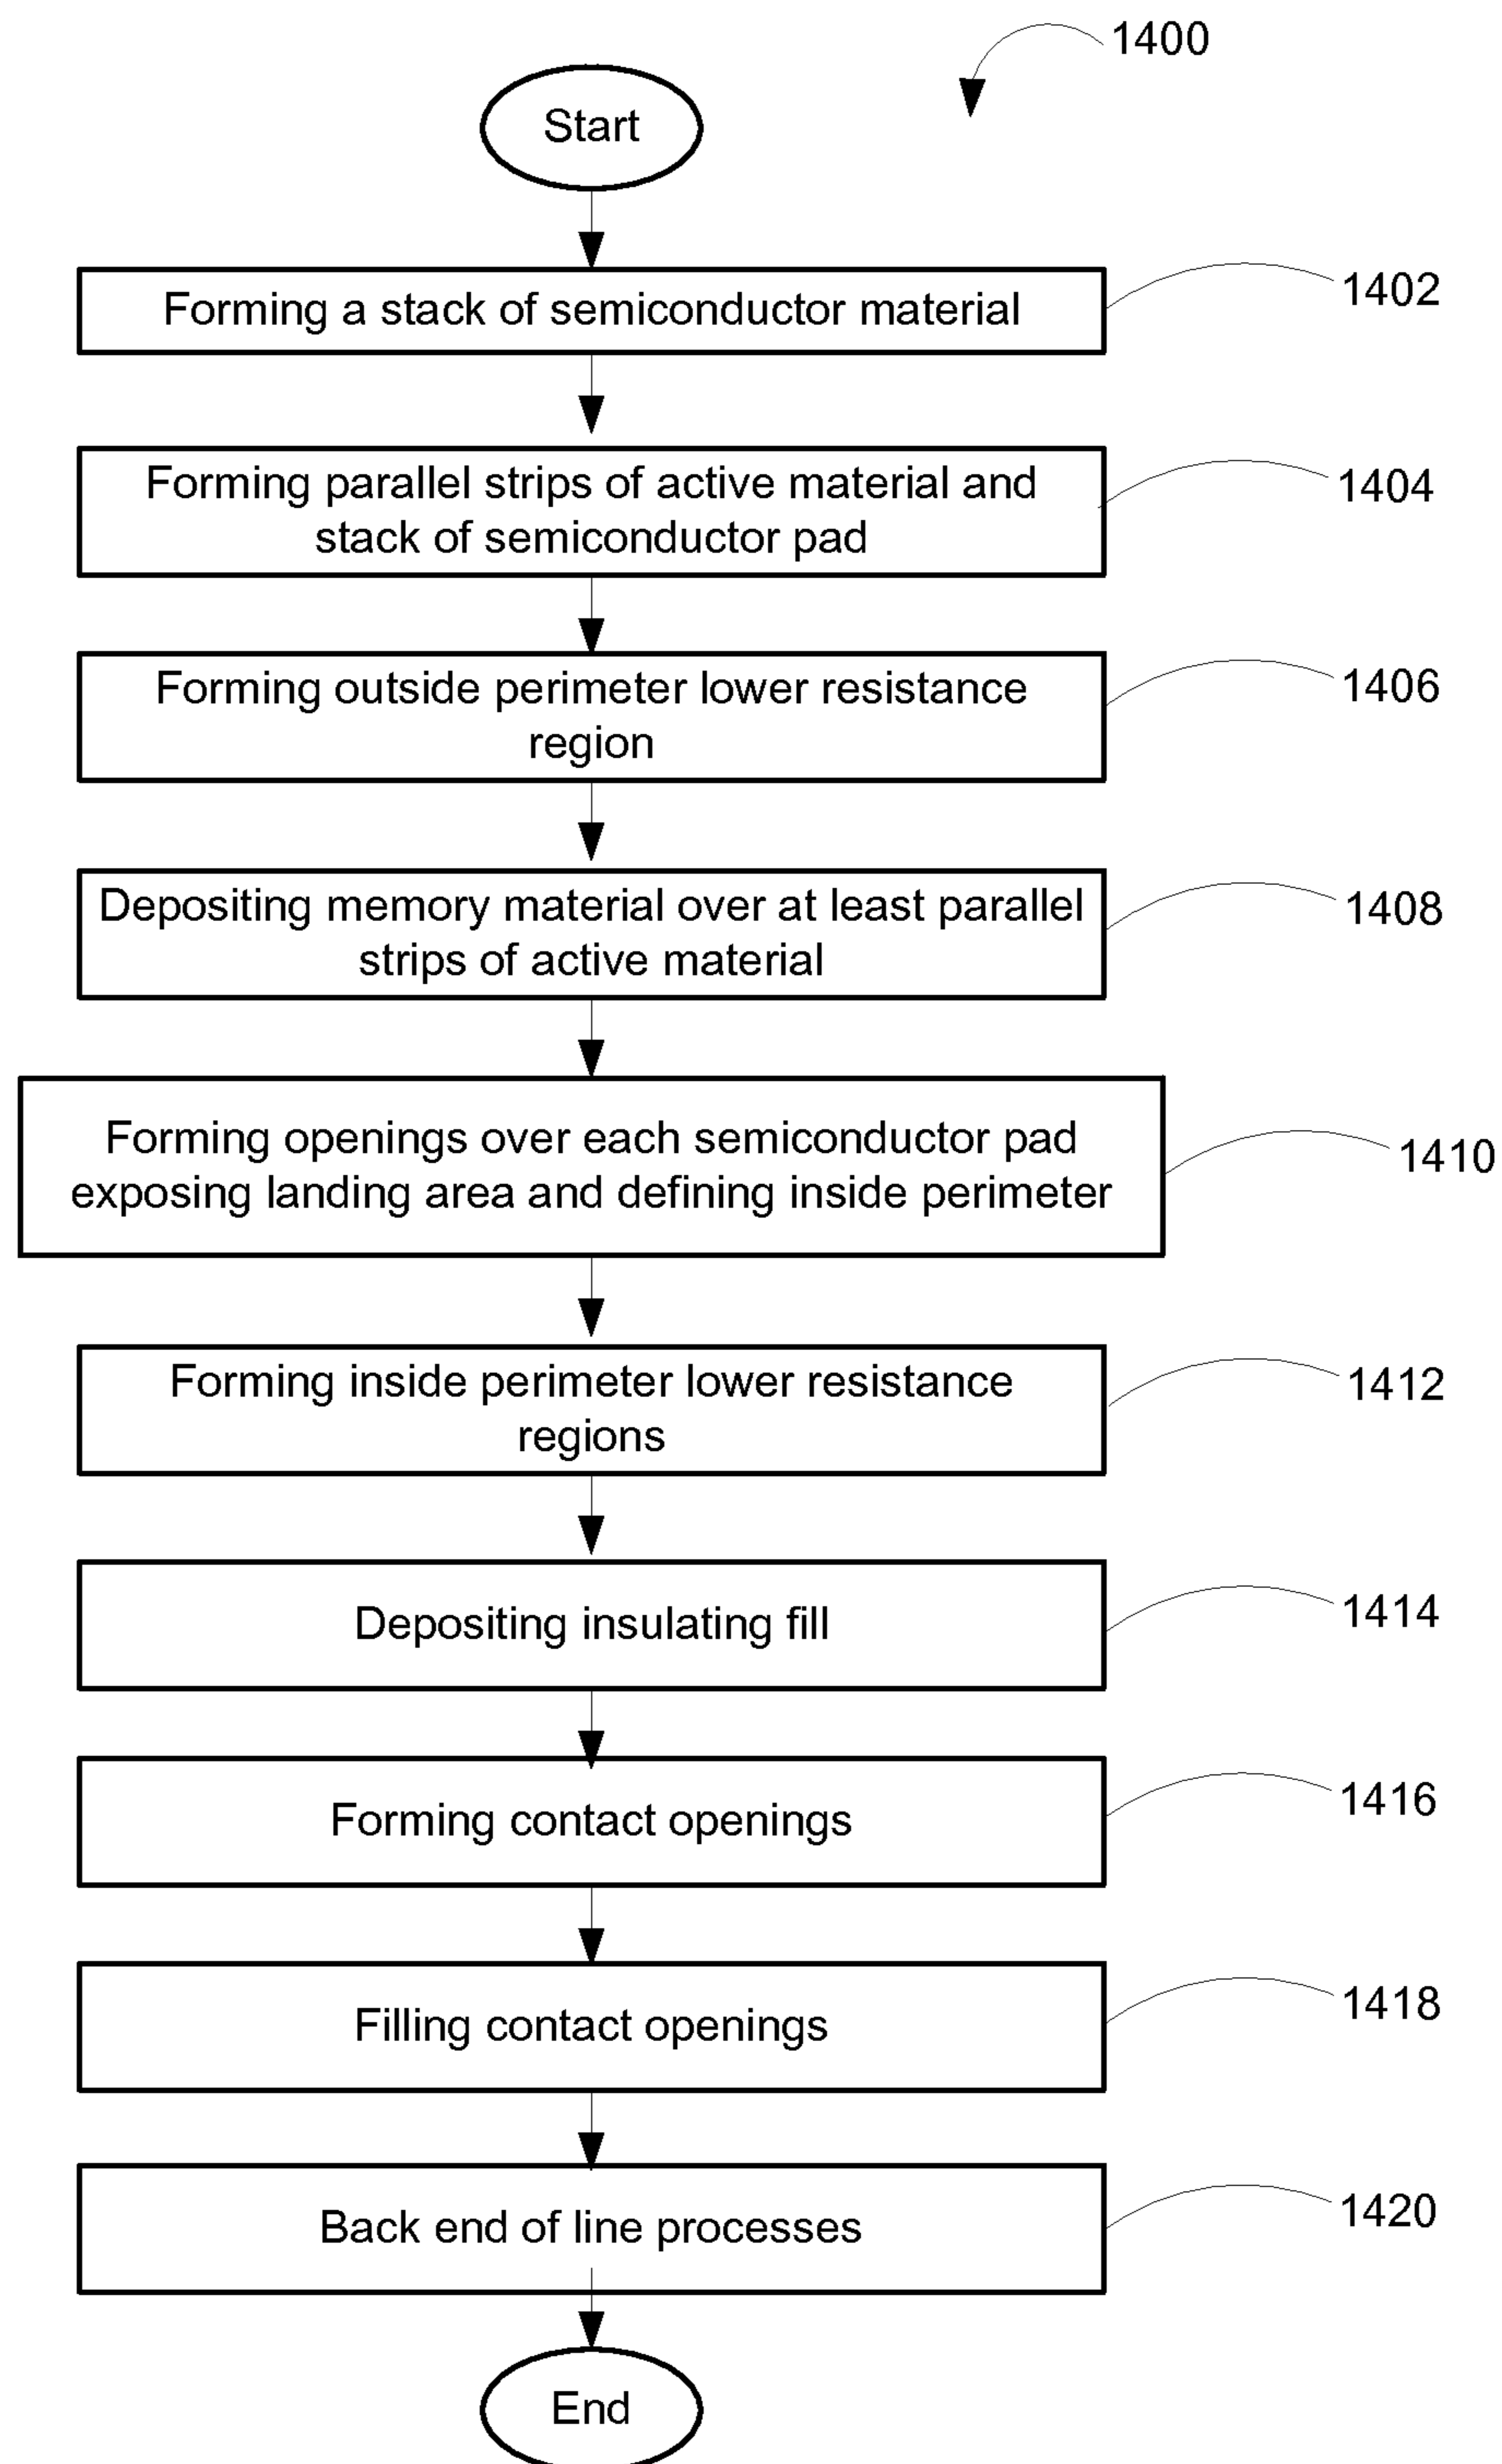 1400
Start
Forming a stack of semiconductor material
1402
Forming parallel strips of active material and
stack of semiconductor pad
1404
Forming outside perimeter lower resistance
region
1406
Depositing memory material over at least parallel
strips of active material
1408
Forming openings over each semiconductor pad
exposing landing area and defining inside perimeter
1410
Forming inside perimeter lower resistance
regions
1412
Depositing insulating fill
1414
Forming contact openings
1416
Filling contact openings
1418
Back end of line processes
1420
End